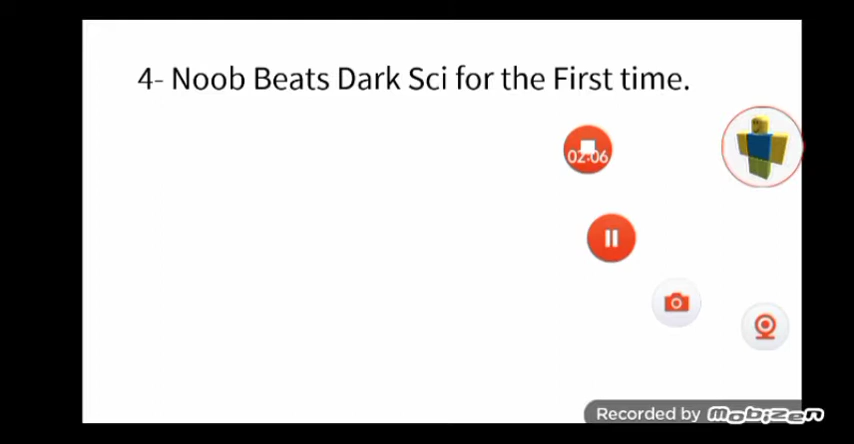 4- Noob Beats Dark Sci for the First time.
02:06
Recorded by Mobizen